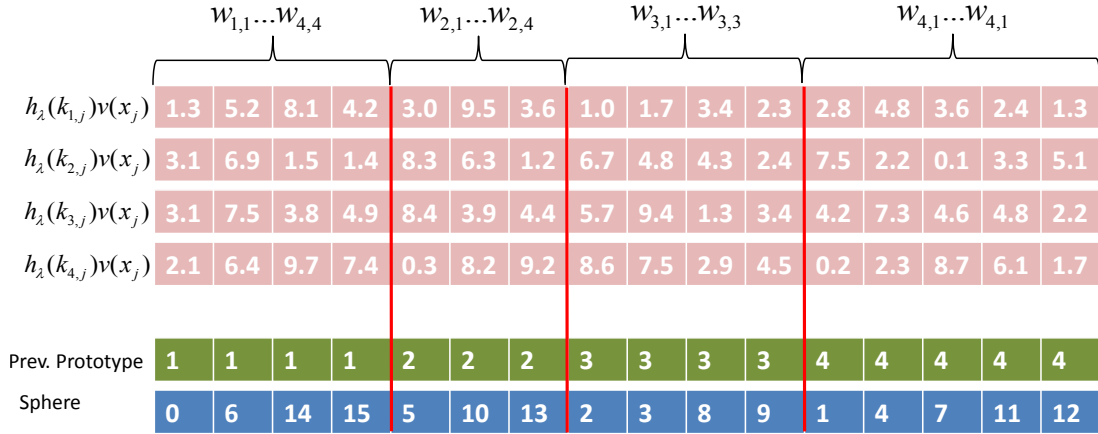 w₁,₁...w₄,₄ w₂,₁...w₂,₄ w₃,₁...w₃,₃ w₄,₁...w₄,₁
h_λ(k₁,ⱼ)v(xⱼ) 1.3 5.2 8.1 4.2 3.0 9.5 3.6 1.0 1.7 3.4 2.3 2.8 4.8 3.6 2.4 1.3
h_λ(k₂,ⱼ)v(xⱼ) 3.1 6.9 1.5 1.4 8.3 6.3 1.2 6.7 4.8 4.3 2.4 7.5 2.2 0.1 3.3 5.1
h_λ(k₃,ⱼ)v(xⱼ) 3.1 7.5 3.8 4.9 8.4 3.9 4.4 5.7 9.4 1.3 3.4 4.2 7.3 4.6 4.8 2.2
h_λ(k₄,ⱼ)v(xⱼ) 2.1 6.4 9.7 7.4 0.3 8.2 9.2 8.6 7.5 2.9 4.5 0.2 2.3 8.7 6.1 1.7
Prev. Prototype 1 1 1 1 2 2 2 3 3 3 3 4 4 4 4 4
Sphere 0 6 14 15 5 10 13 2 3 8 9 1 4 7 11 12